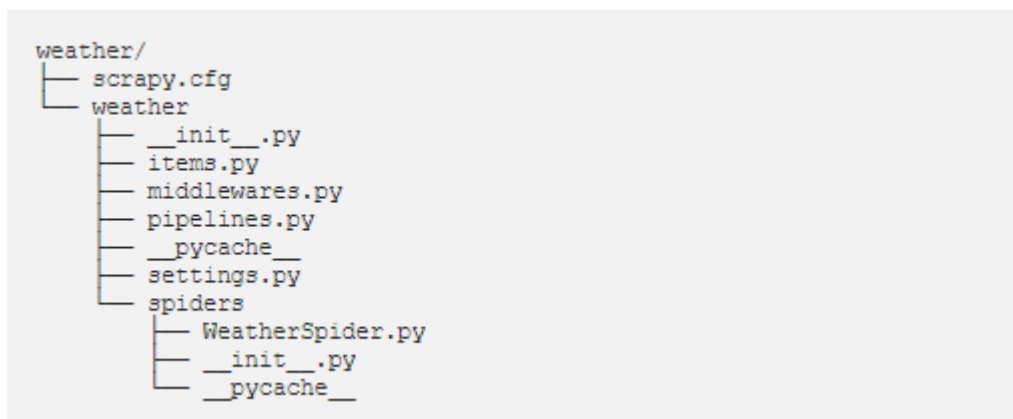 weather/
├── scrapy.cfg
└── weather
    ├── __init__.py
    ├── items.py
    ├── middlewares.py
    ├── pipelines.py
    ├── __pycache__
    ├── settings.py
    └── spiders
        ├── WeatherSpider.py
        ├── __init__.py
        └── __pycache__